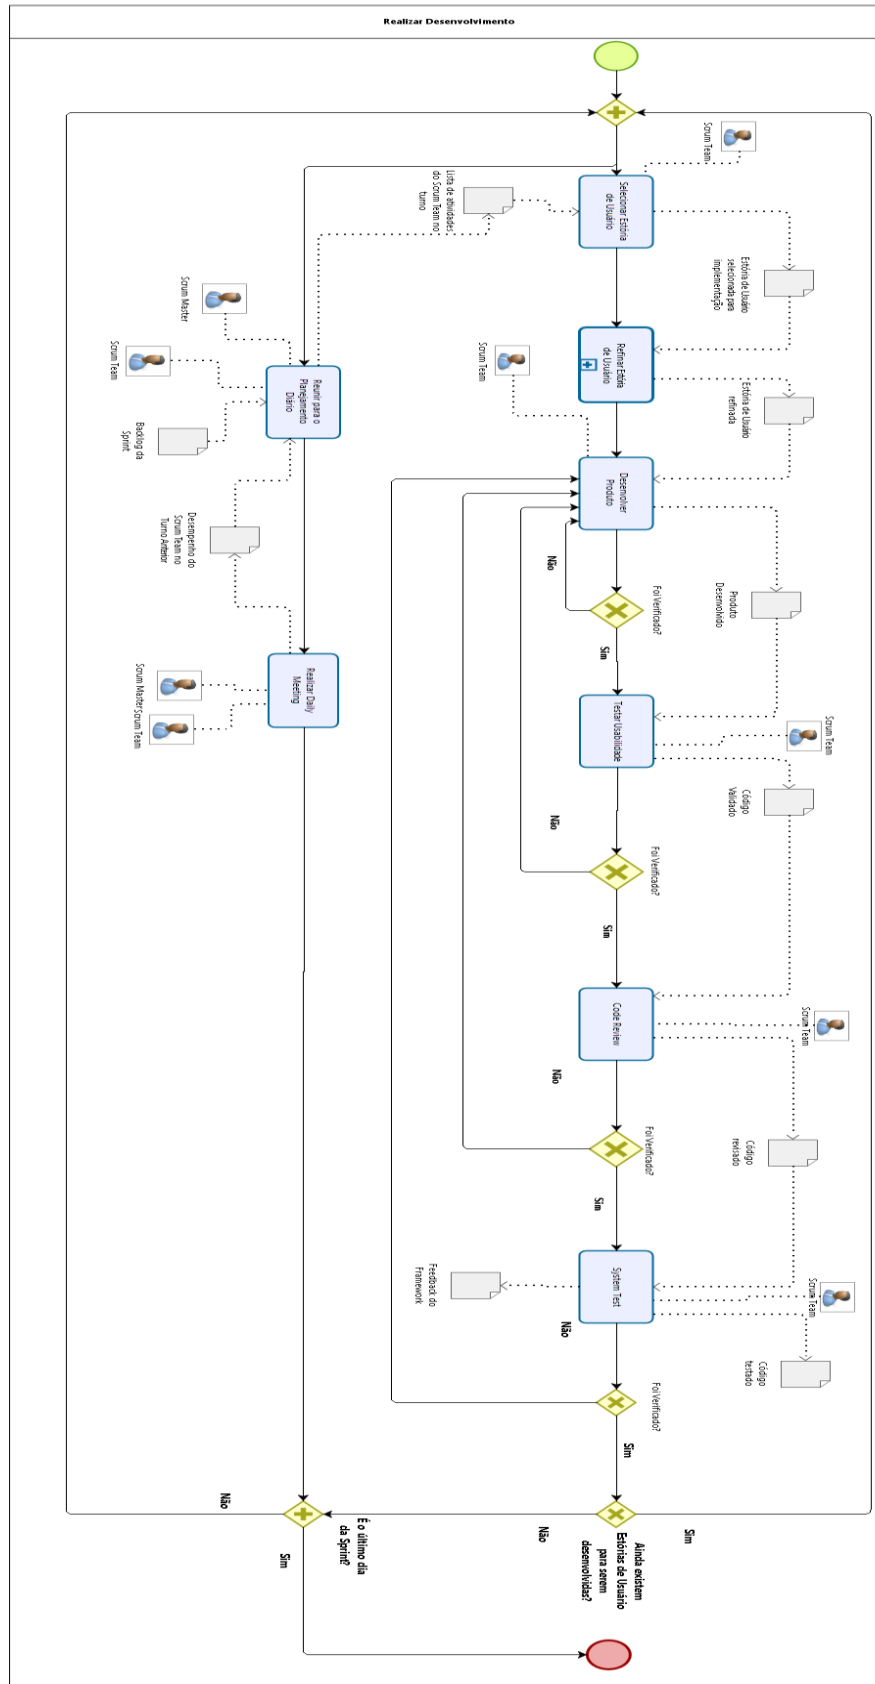 Realizar Desenvolvimento
Scrum Team
Selecionar Estória
de Usuário
Lista de atividades
do Scrum Team no
turno
Estória de Usuário
selecionada para
implementação
Scrum Master
Scrum Team
Reunir para o
Planejamento
Diário
Backlog da
Sprint
Refinar Estória
de Usuário
Scrum Team
Estória de Usuário
refinada
Desenvolver
Produto
Desempenho do
Scrum Team no
Turno Anterior
Não
Foi Verificado?
Sim
Produto
Desenvolvido
Realizar Daily
Meeting
Scrum Master
Scrum Team
Testar Usabilidade
Scrum Team
Código
Validado
Não
Foi Verificado?
Sim
Code Review
Scrum Team
Não
Foi Verificado?
Sim
Código
revisado
System Test
Feedback do
Framework
Scrum Team
Código
testado
Não
Foi Verificado?
Sim
Ainda existem
Estórias de Usuário
para serem
desenvolvidas?
Sim
Não
É o último dia
da Sprint?
Não
Sim